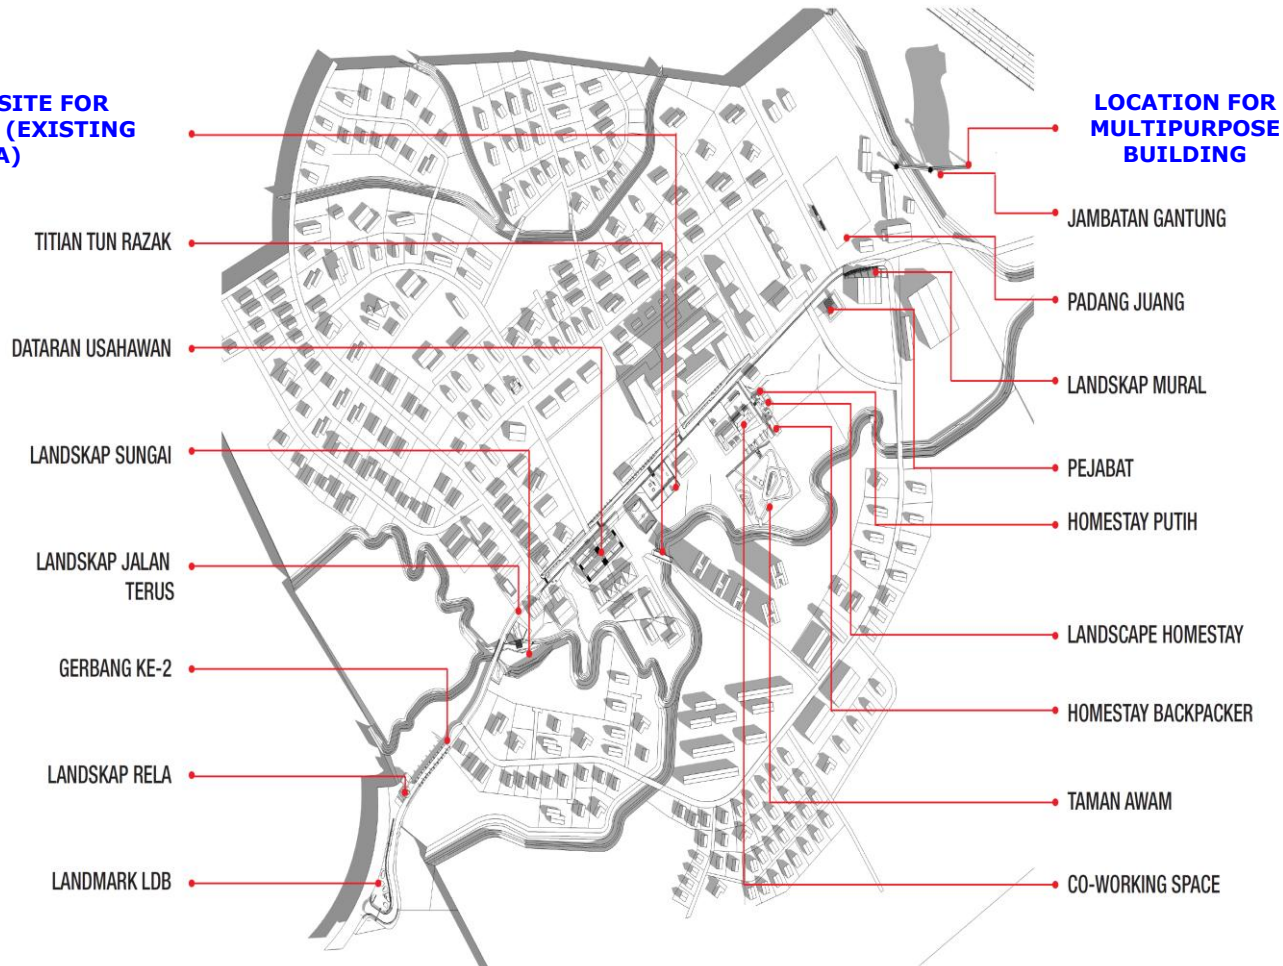 SITE FOR
(EXISTING
A)
TITIAN TUN RAZAK
DATARAN USAHAWAN
LANDSKAP SUNGAI
LANDSKAP JALAN
TERUS
GERBANG KE-2
LANDSKAP RELA
LANDMARK LDB
LOCATION FOR
MULTIPURPOSE
BUILDING
JAMBATAN GANTUNG
PADANG JUANG
LANDSKAP MURAL
PEJABAT
HOMESTAY PUTIH
LANDSCAPE HOMESTAY
HOMESTAY BACKPACKER
TAMAN AWAM
CO-WORKING SPACE